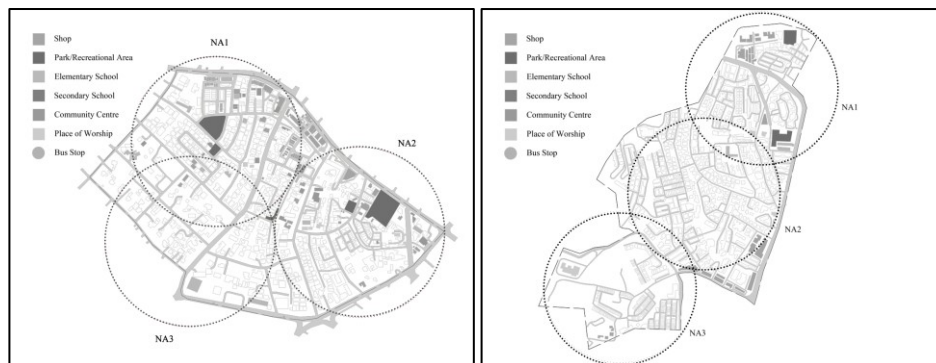 Shop
Park/Recreational Area
Elementary School
Secondary School
Community Centre
Place of Worship
Bus Stop
NA1
NA2
NA3
Shop
Park/Recreational Area
Elementary School
Secondary School
Community Centre
Place of Worship
Bus Stop
NA1
NA2
NA3